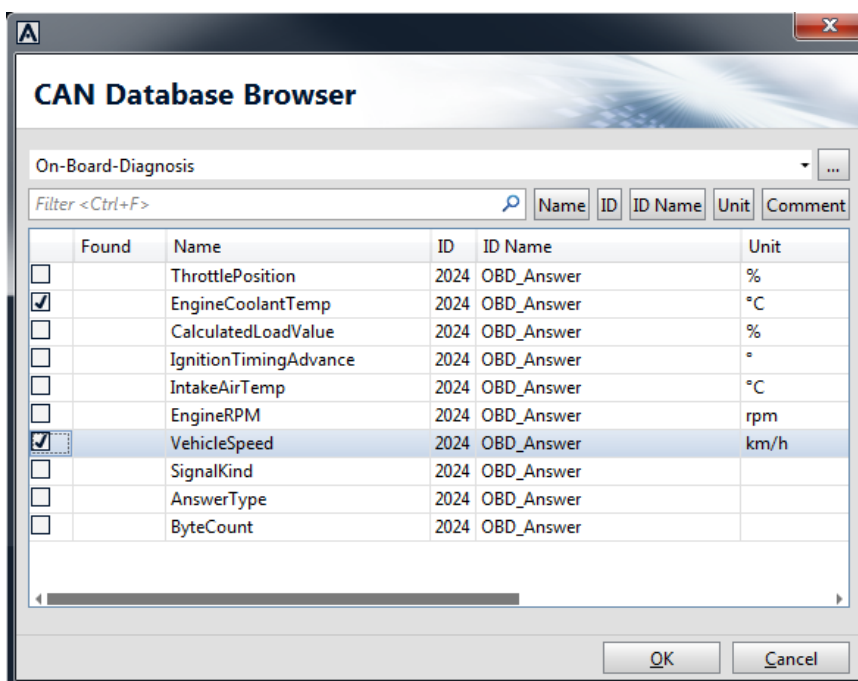 CAN Database Browser
On-Board-Diagnosis ...
Filter <Ctrl+F> Name ID ID Name Unit Comment
Found Name ID ID Name Unit
ThrottlePosition 2024 OBD_Answer %
EngineCoolantTemp 2024 OBD_Answer °C
CalculatedLoadValue 2024 OBD_Answer %
IgnitionTimingAdvance 2024 OBD_Answer °
IntakeAirTemp 2024 OBD_Answer °C
EngineRPM 2024 OBD_Answer rpm
VehicleSpeed 2024 OBD_Answer km/h
SignalKind 2024 OBD_Answer
AnswerType 2024 OBD_Answer
ByteCount 2024 OBD_Answer
OK Cancel